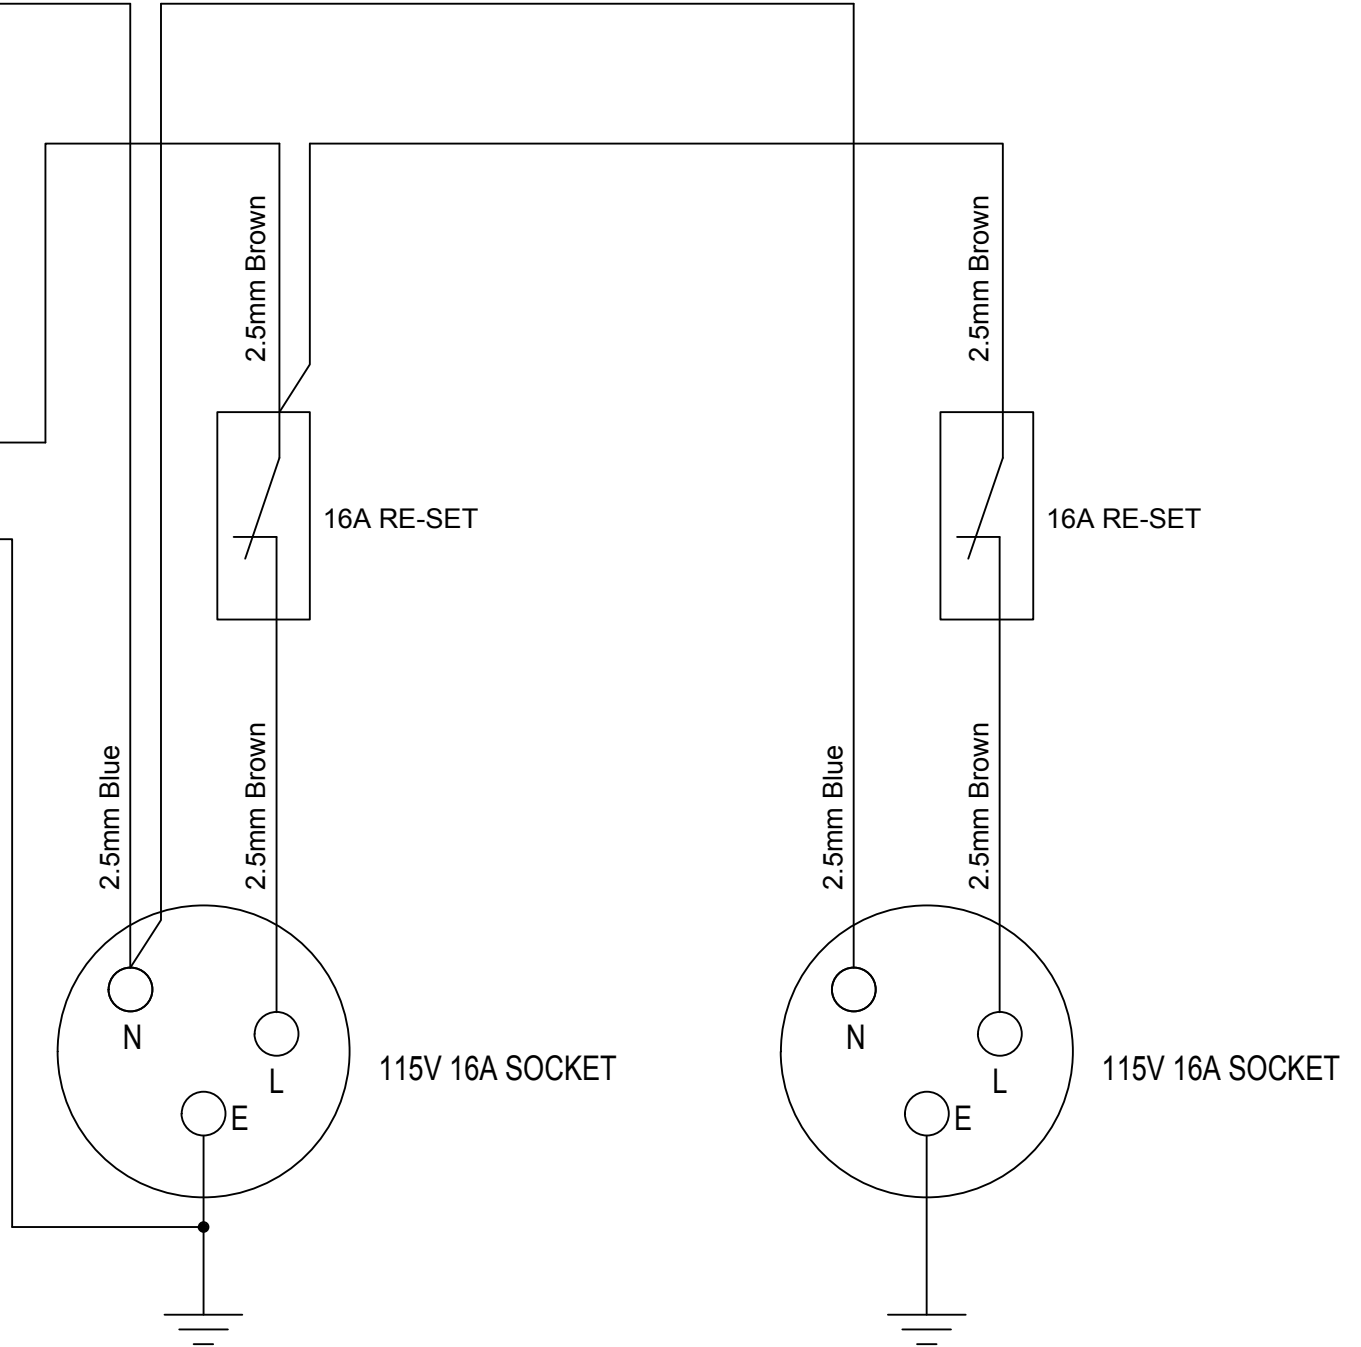 2.5mm Brown
2.5mm Brown
16A RE-SET
16A RE-SET
2.5mm Blue
2.5mm Brown
2.5mm Blue
2.5mm Brown
N
L
E
115V 16A SOCKET
N
L
E
115V 16A SOCKET